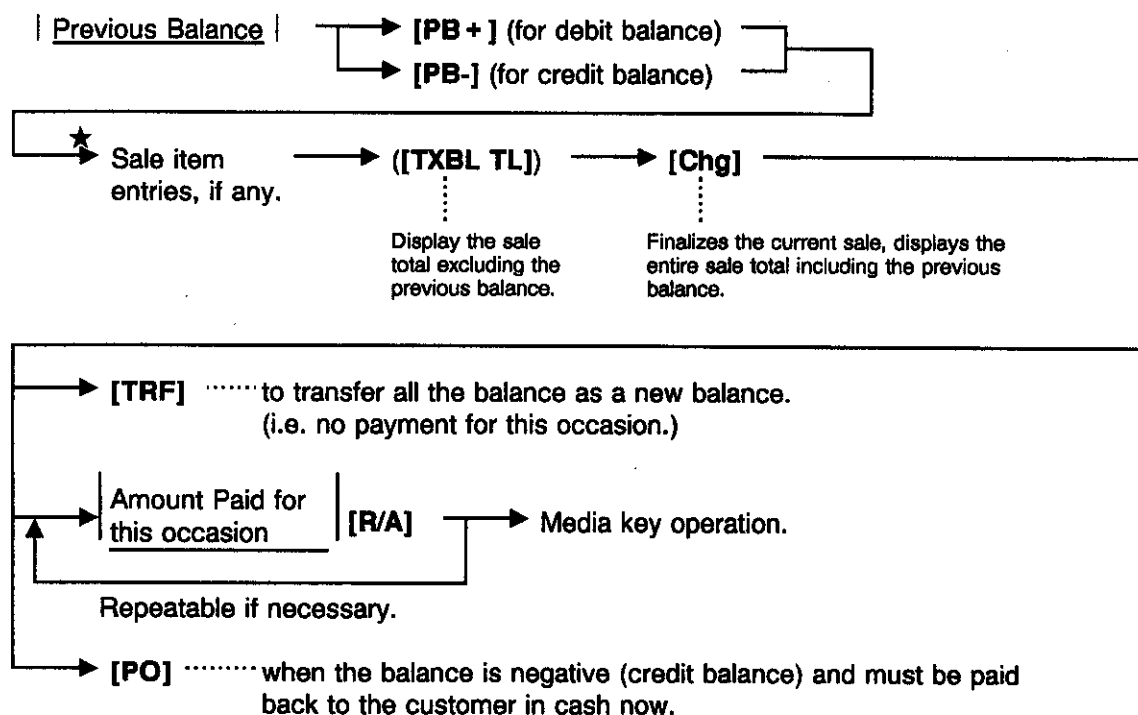 | Previous Balance | [PB+] (for debit balance)
[PB-] (for credit balance)
★
Sale item ([TXBL TL]) [Chg]
entries, if any.
Display the sale Finalizes the current sale, displays the
total excluding the entire sale total including the previous
previous balance. balance.
[TRF] ········ to transfer all the balance as a new balance.
(i.e. no payment for this occasion.)
Amount Paid for
this occasion [R/A] Media key operation.
Repeatable if necessary.
[PO] ········· when the balance is negative (credit balance) and must be paid
back to the customer in cash now.